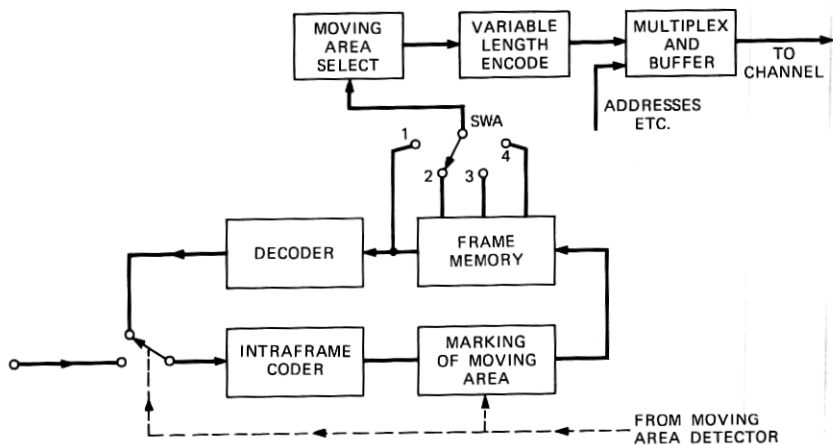 MOVING
AREA
SELECT
VARIABLE
LENGTH
ENCODE
MULTIPLEX
AND
BUFFER
TO
CHANNEL
ADDRESSES
ETC.
SWA
1
2
3
4
DECODER
FRAME
MEMORY
INTRAFRAME
CODER
MARKING
OF MOVING
AREA
FROM MOVING
AREA DETECTOR